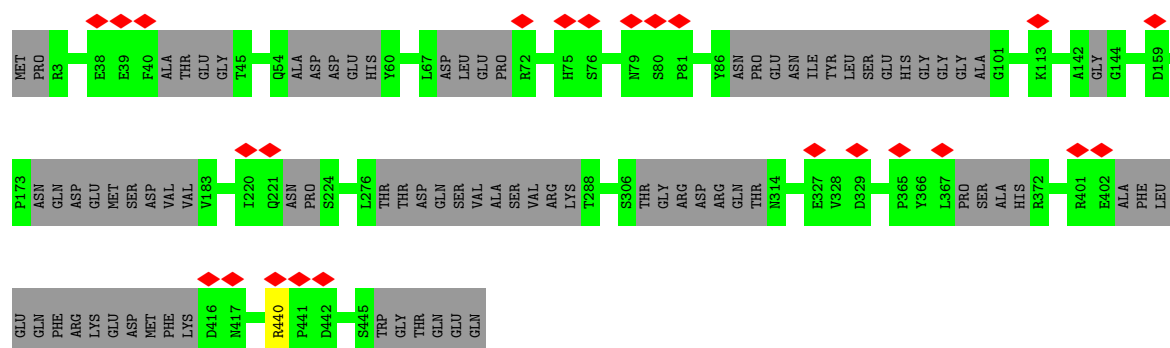 MET PRO R3 E38 E39 F40 ALA THR GLU GLY T45 Q54 ALA ASP ASP GLU HIS Y60 L67 ASP LEU GLU PRO R72 H75 S76 N79 S80 P81 Y86 ASN PRO GLU ASN ILE TYR LEU SER GLU HIS GLY GLY GLY ALA G101 K113 A142 GLY G144 D159
P173 ASN GLN ASP GLU MET SER ASP VAL VAL V183 I220 Q221 ASN PRO S224 L276 THR THR ASP GLN SER VAL ALA SER VAL ARG LYS T288 S306 THR GLY ARG ASP ARG GLN THR N314 E327 V328 D329 P365 Y366 L367 PRO SER ALA HIS R372 R401 E402 ALA PHE LEU
GLU GLN PHE ARG LYS GLU ASP MET PHE LYS D416 N417 R440 P441 D442 S445 TRP GLY THR GLN GLU GLN